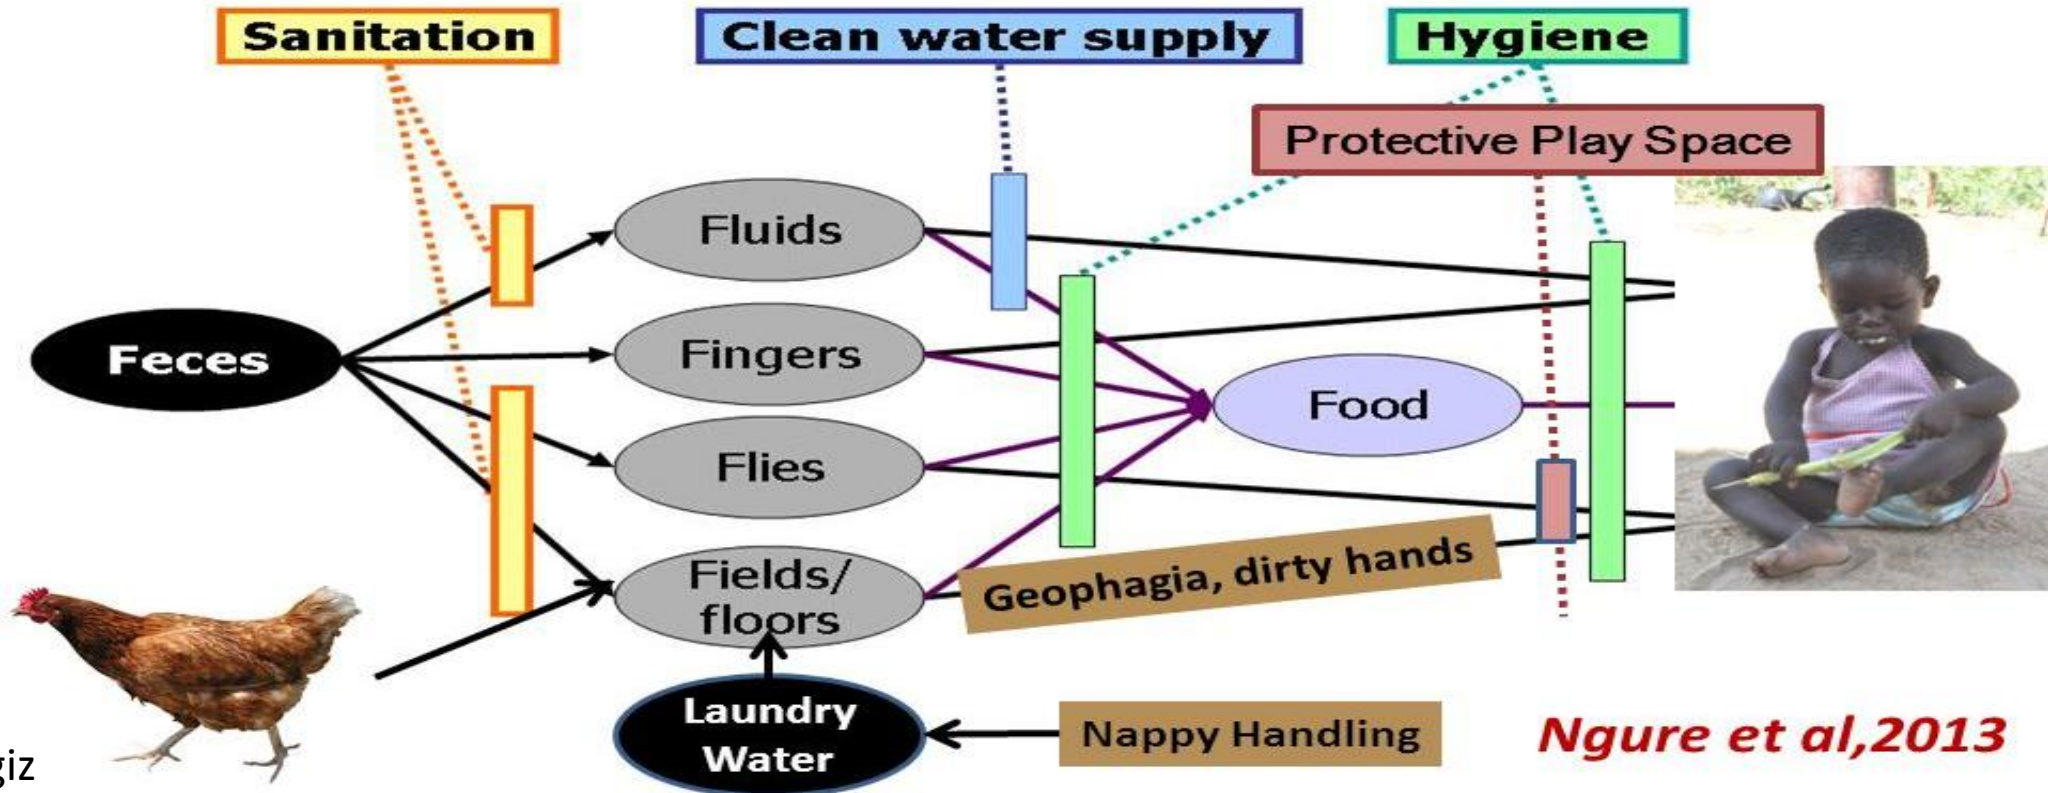 Sanitation
Clean water supply
Hygiene
Protective Play Space
Fluids
Feces
Fingers
Food
Flies
Fields/
floors
Geophagia, dirty hands
Laundry
Water
Nappy Handling
Ngure et al,2013
giz